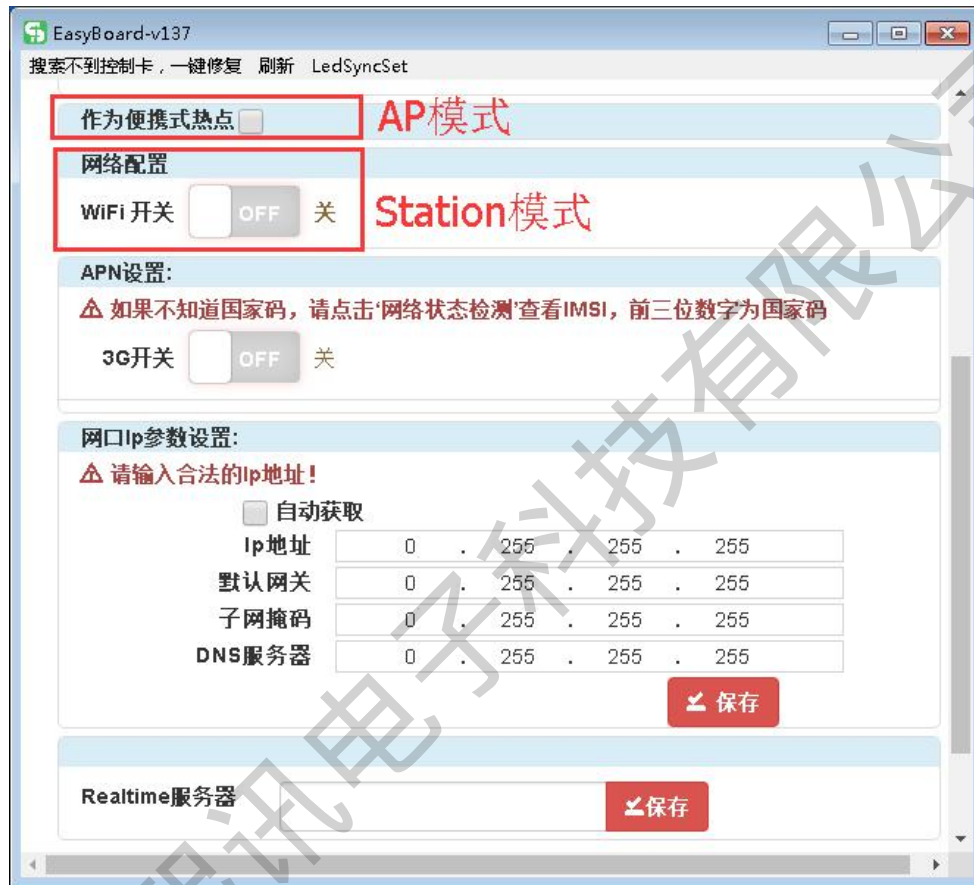 EasyBoard-v137
搜索不到控制卡，一键修复 刷新 LedSyncSet
作为便携式热点 AP模式
网络配置
WiFi 开关 OFF 关 Station模式
APN设置:
如果不知道国家码，请点击'网络状态检测'查看IMSI，前三位数字为国家码
3G开关 OFF 关
网口Ip参数设置:
请输入合法的Ip地址！
自动获取
Ip地址 0 . 255 . 255 . 255
默认网关 0 . 255 . 255 . 255
子网掩码 0 . 255 . 255 . 255
DNS服务器 0 . 255 . 255 . 255
保存
Realtime服务器 保存
讯电子科技有限公